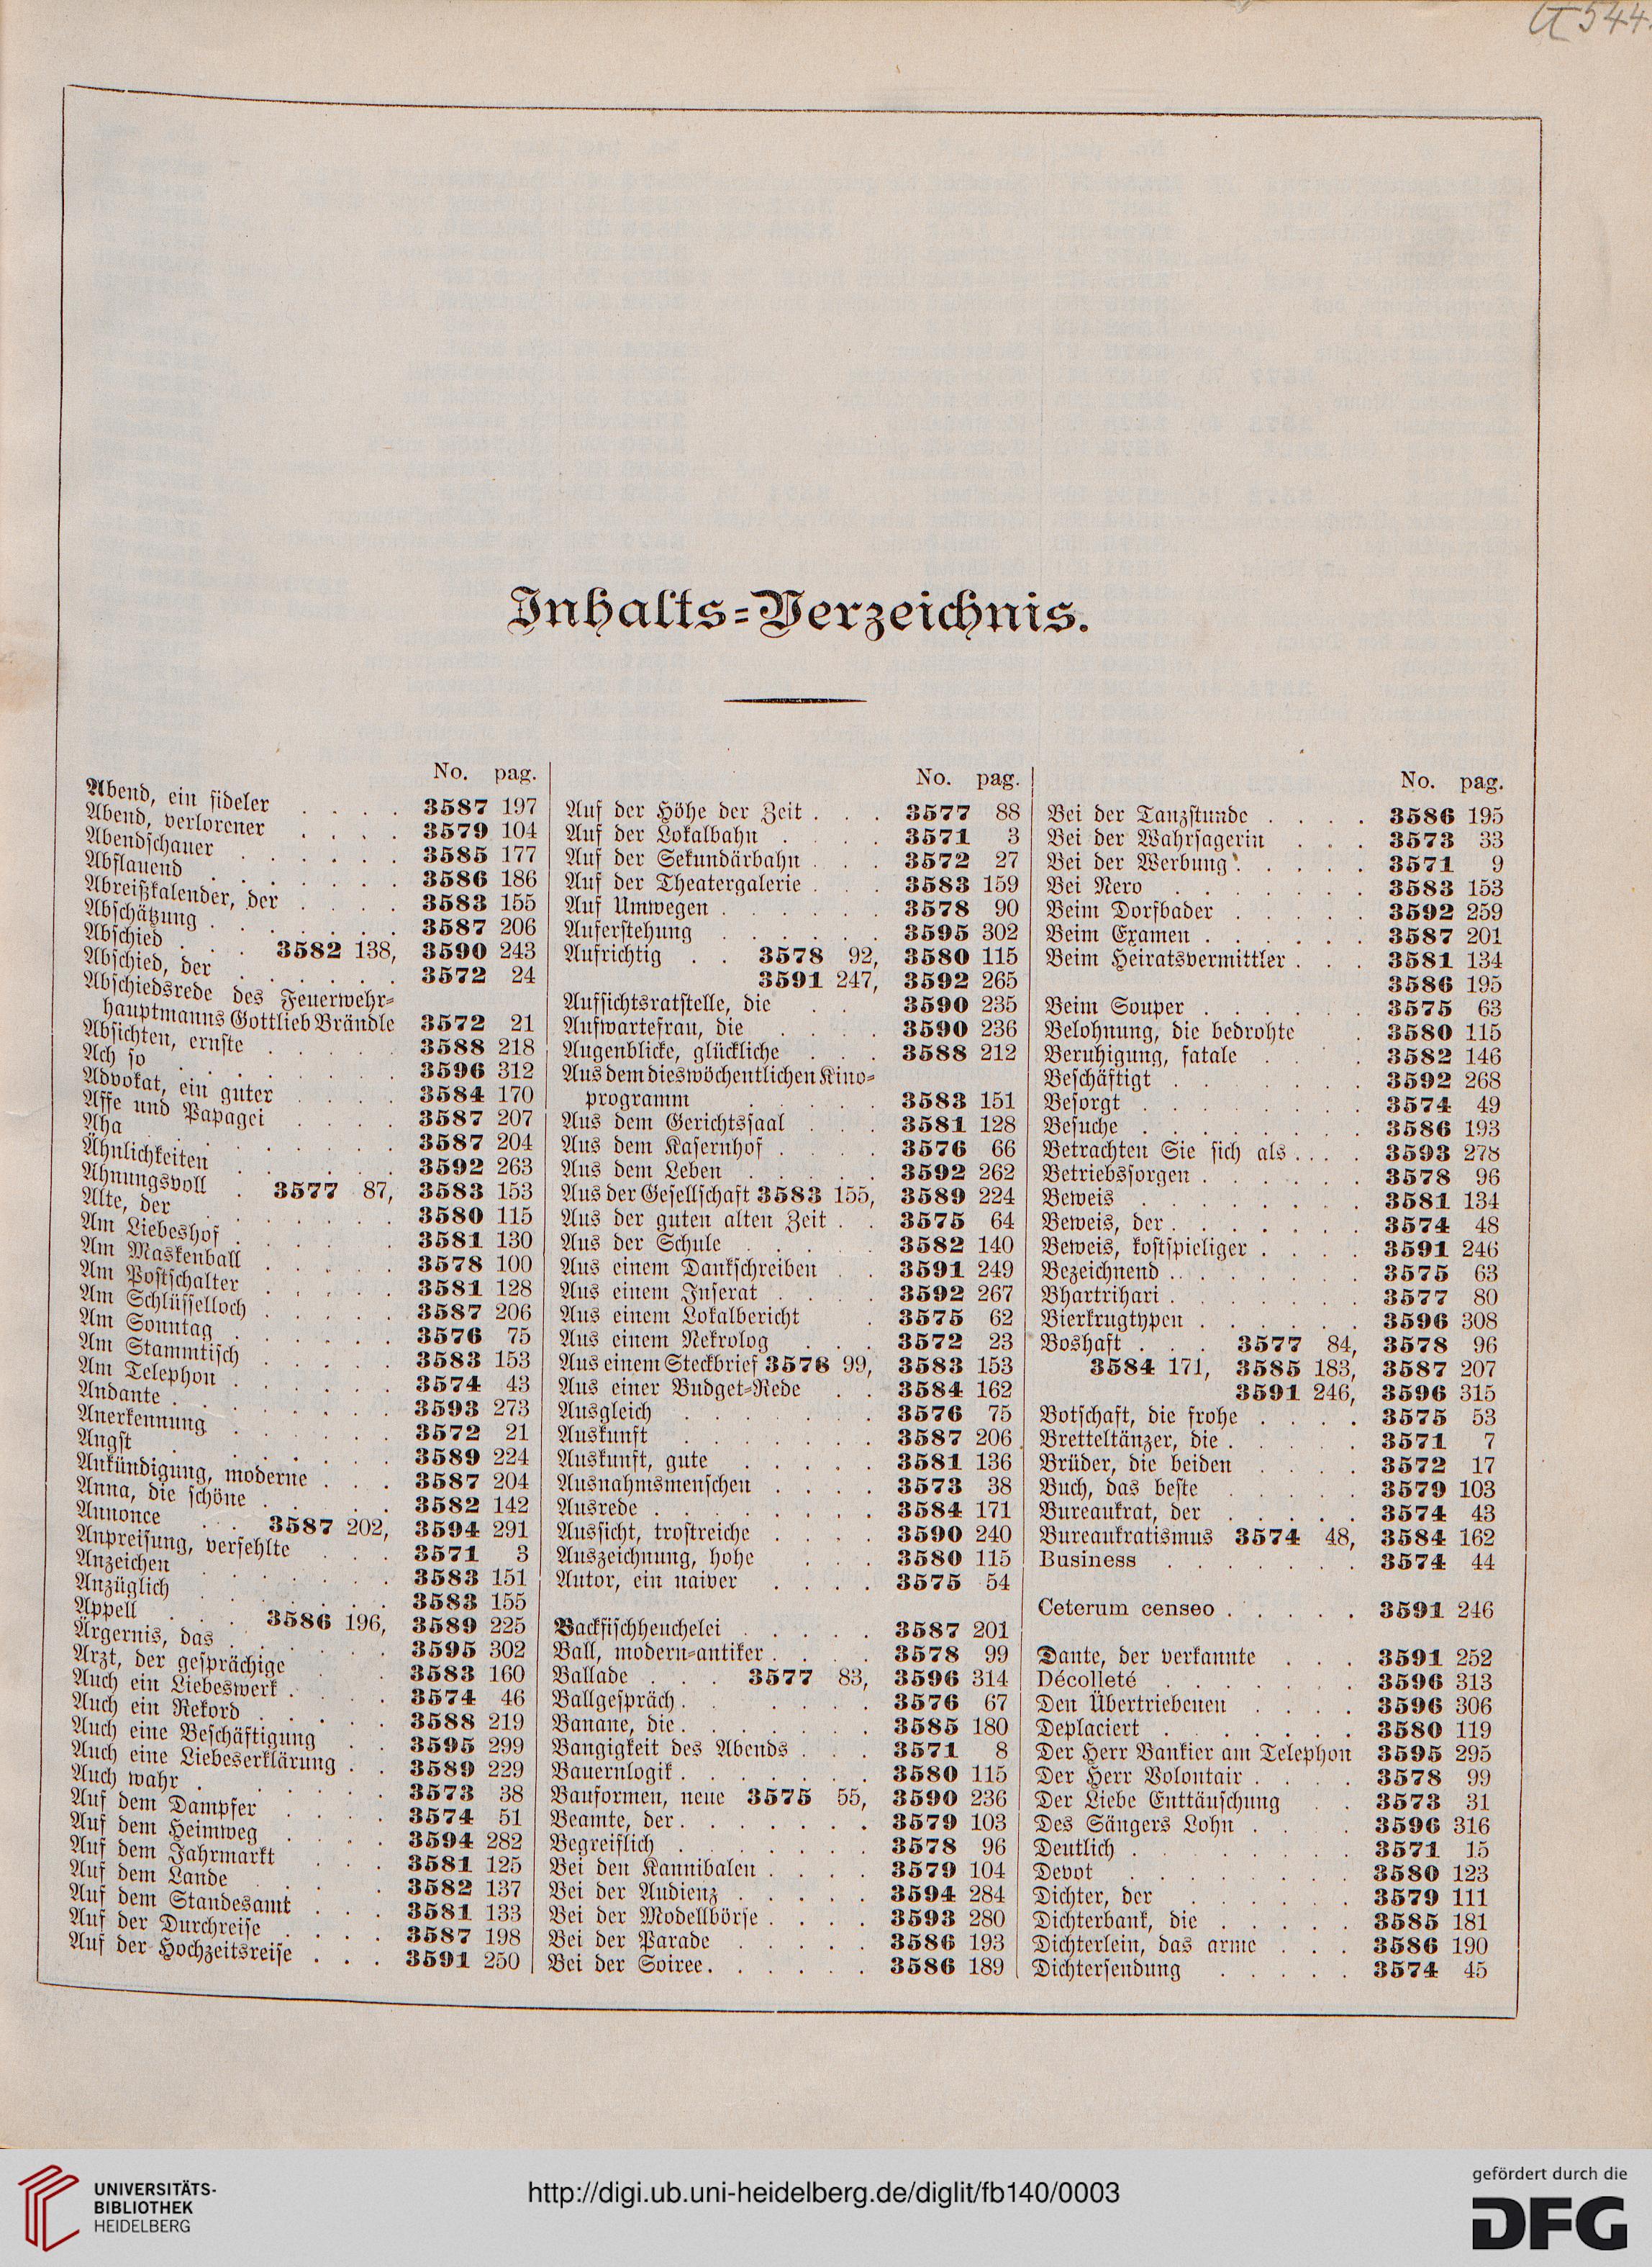 U 544.
Inhalts=Verzeichnis.
No. pag.
Abend, ein fideler . . . . 3587 197
Abend, verlorener . . . . 3579 104
Abendschauer . . . . . . 3585 177
Abflauend . . . . . . . 3586 186
Abreißkalender, der . . . . 3583 155
Abschätzung . . . . . . 3587 206
Abschied . . . 3582 138, 3590 243
Abschied, der . . . . . . 3572 24
Abschiedsrede des Feuerwehr=
hauptmanns Gottlieb Brändle 3572 21
Absichten, ernste . . . . . 3588 218
Ach so . . . . . . . . 3596 312
Advokat, ein guter . . . . 3584 170
Affe und Papagei . . . . 3587 207
Aha . . . . . . . . 3587 204
Ähnlichkeiten . . . . . . 3592 263
Ahnungsvoll . 3577 87, 3583 153
Alte, der . . . . . . . 3580 115
Am Liebeshof . . . . . 3581 130
Am Maskenball . . . . . 3578 100
Am Postschalter . . . . . 3581 128
Am Schlüsselloch . . . . . 3587 206
Am Sonntag . . . . . . 3576 75
Am Stammtisch . . . . . 3583 153
Am Telephon . . . . . . 3574 43
Andante . . . . . . . . 3593 273
Anerkennung . . . . . . 3572 21
Angst . . . . . . . . 3589 224
Ankündigung, moderne . . . 3587 204
Anna, die schöne . . . . . 3582 142
Annonce . . . 3587 202, 3594 291
Anpreisung, verfehlte . . . 3571 3
Anzeichen . . . . . . . 3583 151
Anzüglich . . . . . . . 3583 155
Appell . . . 3586 196, 3589 225
Ärgernis, das . . . . . . 3595 302
Arzt, der gesprächige . . . 3583 160
Auch ein Liebeswerk . . . . 3574 46
Auch ein Rekord . . . . . 3588 219
Auch eine Beschäftigung . . 3595 299
Auch eine Liebeserklärung . . 3589 229
Auch wahr . . . . . . . 3573 38
Auf dem Dampfer . . . . 3574 51
Auf dem Heimweg . . . . 3594 282
Auf dem Jahrmarkt . . . 3581 125
Auf dem Lande . . . . . 3582 137
Auf dem Standesamt . . . 3581 133
Auf der Durchreise . . . . 3587 198
Auf der Hochzeitsreise . . . 3591 250
No. pag.
Auf der Höhe der Zeit . . . 3577 88
Auf der Lokalbahn . . . . 3571 3
Auf der Sekundärbahn . . . 3572 27
Auf der Theatergalerie . . . 3583 159
Auf Umwegen . . . . . . 3578 90
Auferstehung . . . . . . 3595 302
Aufrichtig . . 3578 92, 3580 115
3591 247, 3592 265
Aufsichtsratstelle, die . . 3590 235
Aufwartefrau, die . . . . 3590 236
Augenblicke, glückliche . . . 3588 212
Aus dem dieswöchentlichen Kino=
programm . . . . . 3583 151
Aus dem Gerichtssaal . . . 3581 128
Aus dem Kasernhof . . . . 3576 66
Aus dem Leben . . . . . 3592 262
Aus der Gesellschaft 3583 155, 3589 224
Aus der guten alten Zeit . . 3575 64
Aus der Schule . . . . . 3582 140
Aus einem Dankschreiben . . 3591 249
Aus einem Inserat . . . . 3592 267
Aus einem Lokalbericht . 3575 62
Aus einem Nekrolog . . . 3572 23
Aus einem Steckbrief 3578 99, 3583 153
Aus einer Budget=Rede . . 3584 162
Ausgleich . . . . . . . 3576 75
Auskunft . . . . . . . 3587 206
Auskunft, gute . . . . . 3581 136
Ausnahmsmenschen . . . . 3573 38
Ausrede . . . . . . . . 3584 171
Aussicht, trostreiche . . . . 3590 240
Auszeichnung, hohe . . . 3580 115
Autor, ein naiver . . . . 3575 54
Backfischheuchelei . . . . . 3587 201
Ball, modern=antiker . . . . 3578 99
Ballade . . . 3577 83, 3596 314
Ballgespräch . . . . . 3576 67
Banane, die . . . . . . . 3585 180
Bangigkeit des Abends . . . 3571 8
Bauernlogik . . . . . . . 3580 115
Bauformen, neue 3575 55, 3590 236
Beamte, der . . . . . . . 3579 103
Begreiflich . . . . . . . 3578 96
Bei den Kannibalen . . . . 3579 104
Bei der Audienz . . . . . 3594 284
Bei der Modellbörse . . . . 3593 280
Bei der Parade . . . . . 3586 193
Bei der Soiree . . . . . . 3586 189
No. pag.
Bei der Tanzstunde . . . . 3586 195
Bei der Wahrsagerin . . . 3573 33
Bei der Werbung . . . . . 3571 9
Bei Nero . . . . . . . 3583 153
Beim Dorfbader . . . . . 3592 259
Beim Examen . . . . . . 3587 201
Beim Heiratsvermittler . . . 3581 134
3586 195
Beim Souper . . . . . . 3575 63
Belohnung, die bedrohte . 3580 115
Beruhigung, fatale . . . . 3582 146
Beschäftigt . . . . . . . 3592 268
Besorgt . . . . . . . . 3574 49
Besuche . . . . . . . . 3586 193
Betrachten Sie sich als . . . . 3593 278
Betriebssorgen . . . . . . 3578 96
Beweis . . . . . . . . 3581 134
Beweis, der . . . . . . . 3574 48
Beweis, kostspieliger . . . . 3591 246
Bezeichnend . . . . . . . 3575 63
Bhartrihari . . . . . . . 3577 80
Bierkrugtypen . . . . . . 3596 308
Boshaft . . . 3577 84, 3578 96
3584 171, 3585 183, 3587 207
3591 246, 3596 315
Botschaft, die frohe . . . . 3575 53
Bretteltänzer, die . . . . . 3571 7
Brüder, die beiden . . . . 3572 17
Buch, das beste . . . . . 3579 103
Bureaukrat, der . . . . . 3574 43
Bureaukratismus 3574 48, 3584 162
Business . . . . . . 3574 44
Ceterum censeo . . . . . 3591 246
Dante, der verkannte . . . 3591 252
Décolleté . . . . . . . 3596 313
Den Übertriebenen . . . . 3596 306
Deplaciert . . . . . . . 3580 119
Der Herr Bankier am Telephon 3595 295
Der Herr Volontair . . . . 3578 99
Der Liebe Enttäuschung . . 3573 31
Des Sängers Lohn . . . . 3596 316
Deutlich . . . . . . . . 3571 15
Devot . . . . . . . . 3580 123
Dichter, der . . . . . . 3579 111
Dichterbank, die . . . . . 3585 181
Dichterlein, das arme . . . 3586 190
Dichtersendung . . . . . 3574 45
UNIVERSITÄTS-
BIBLIOTHEK
HEIDELBERG
http://digi.ub.uni-heidelberg.de/diglit/fb140/0003
gefördert durch die
DFG